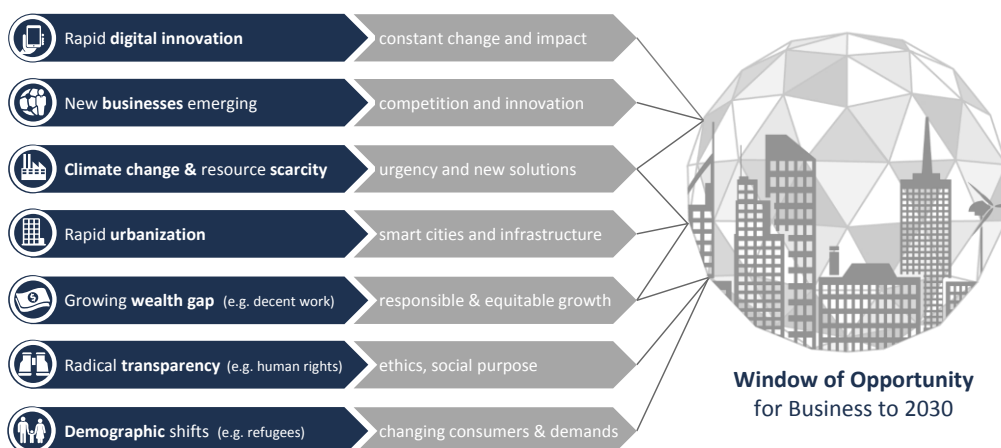 Rapid digital innovation constant change and impact
New businesses emerging competition and innovation
Climate change & resource scarcity urgency and new solutions
Rapid urbanization smart cities and infrastructure
Growing wealth gap (e.g. decent work) responsible & equitable growth
Radical transparency (e.g. human rights) ethics, social purpose
Demographic shifts (e.g. refugees) changing consumers & demands
Window of Opportunity
for Business to 2030